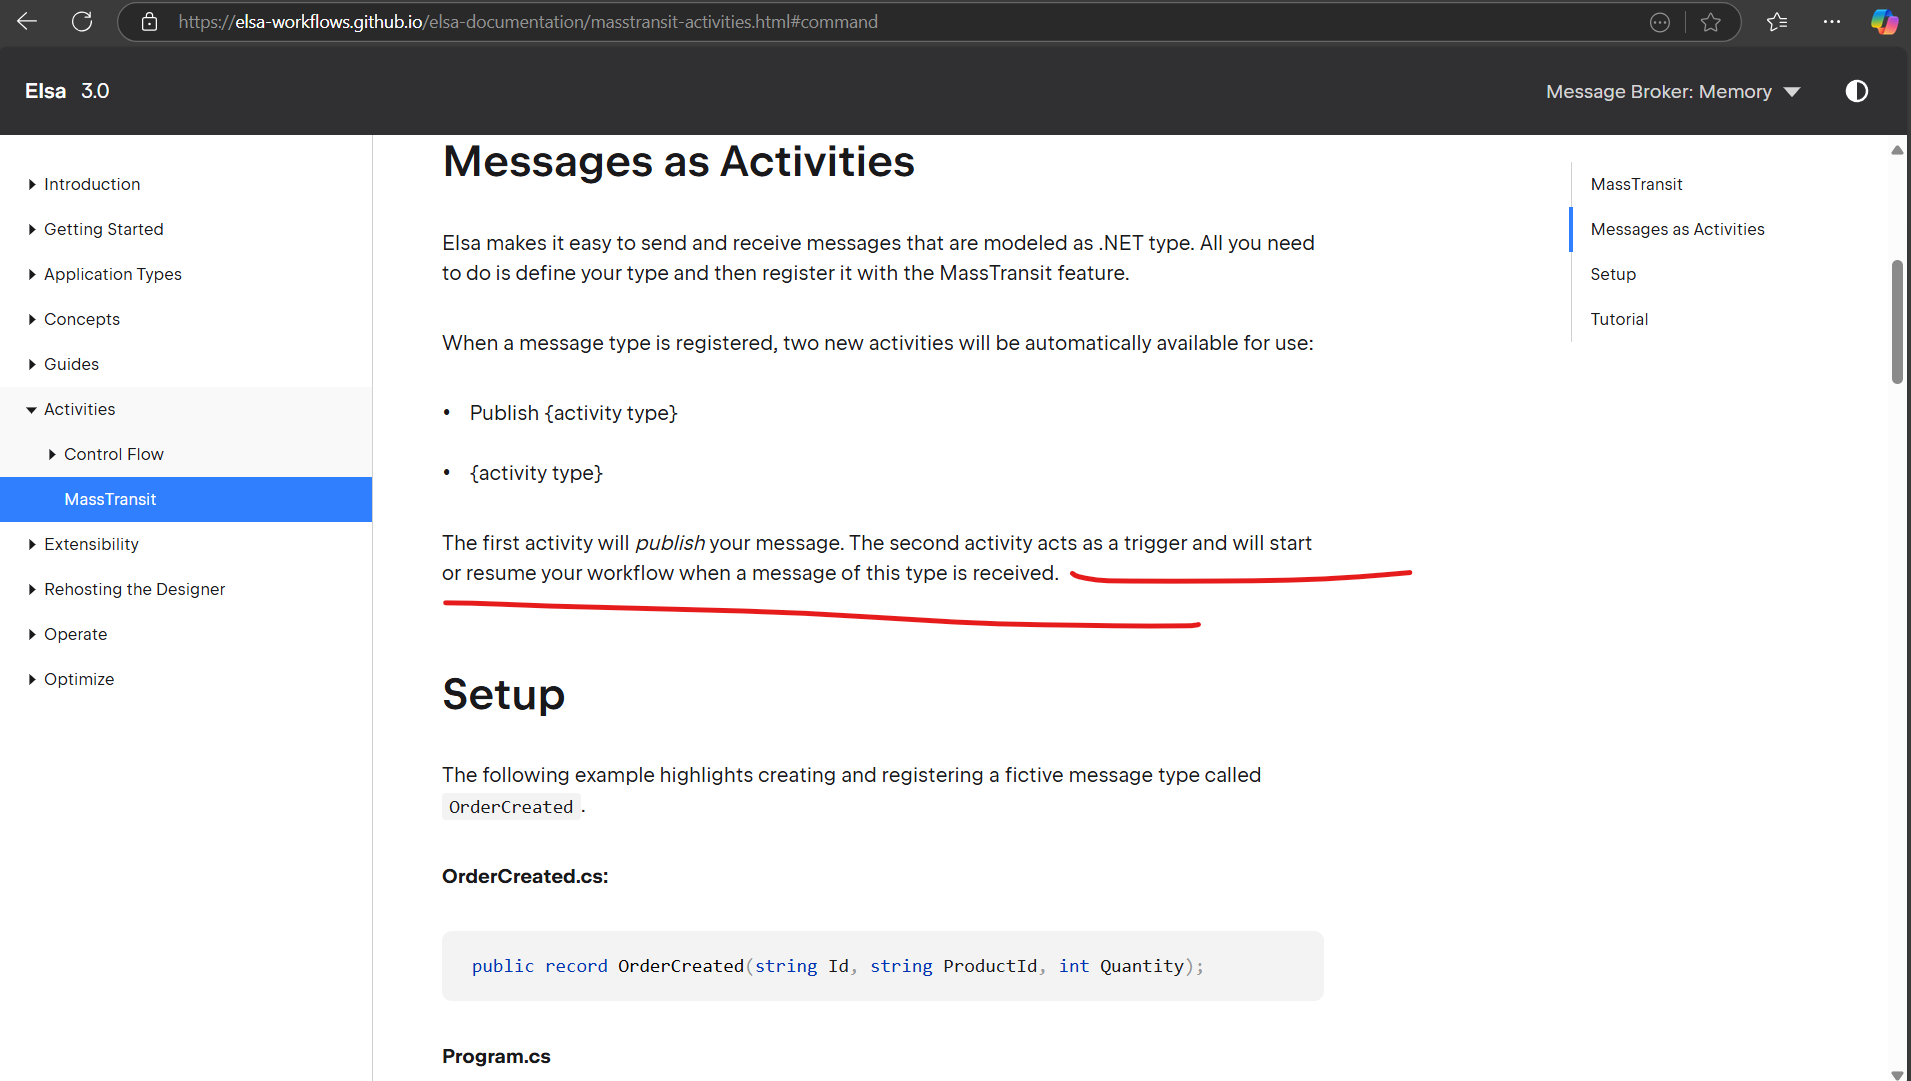 https://elsa-workflows.github.io/elsa-documentation/masstransit-activities.html#command
Elsa 3.0
Message Broker: Memory
Introduction
Getting Started
Application Types
Concepts
Guides
Activities
Control Flow
MassTransit
Extensibility
Rehosting the Designer
Operate
Optimize
Messages as Activities
Elsa makes it easy to send and receive messages that are modeled as .NET type. All you need
to do is define your type and then register it with the MassTransit feature.
When a message type is registered, two new activities will be automatically available for use:
• Publish {activity type}
• {activity type}
The first activity will publish your message. The second activity acts as a trigger and will start
or resume your workflow when a message of this type is received.
Setup
The following example highlights creating and registering a fictive message type called
OrderCreated.
OrderCreated.cs:
public record OrderCreated(string Id, string ProductId, int Quantity);
Program.cs
MassTransit
Messages as Activities
Setup
Tutorial